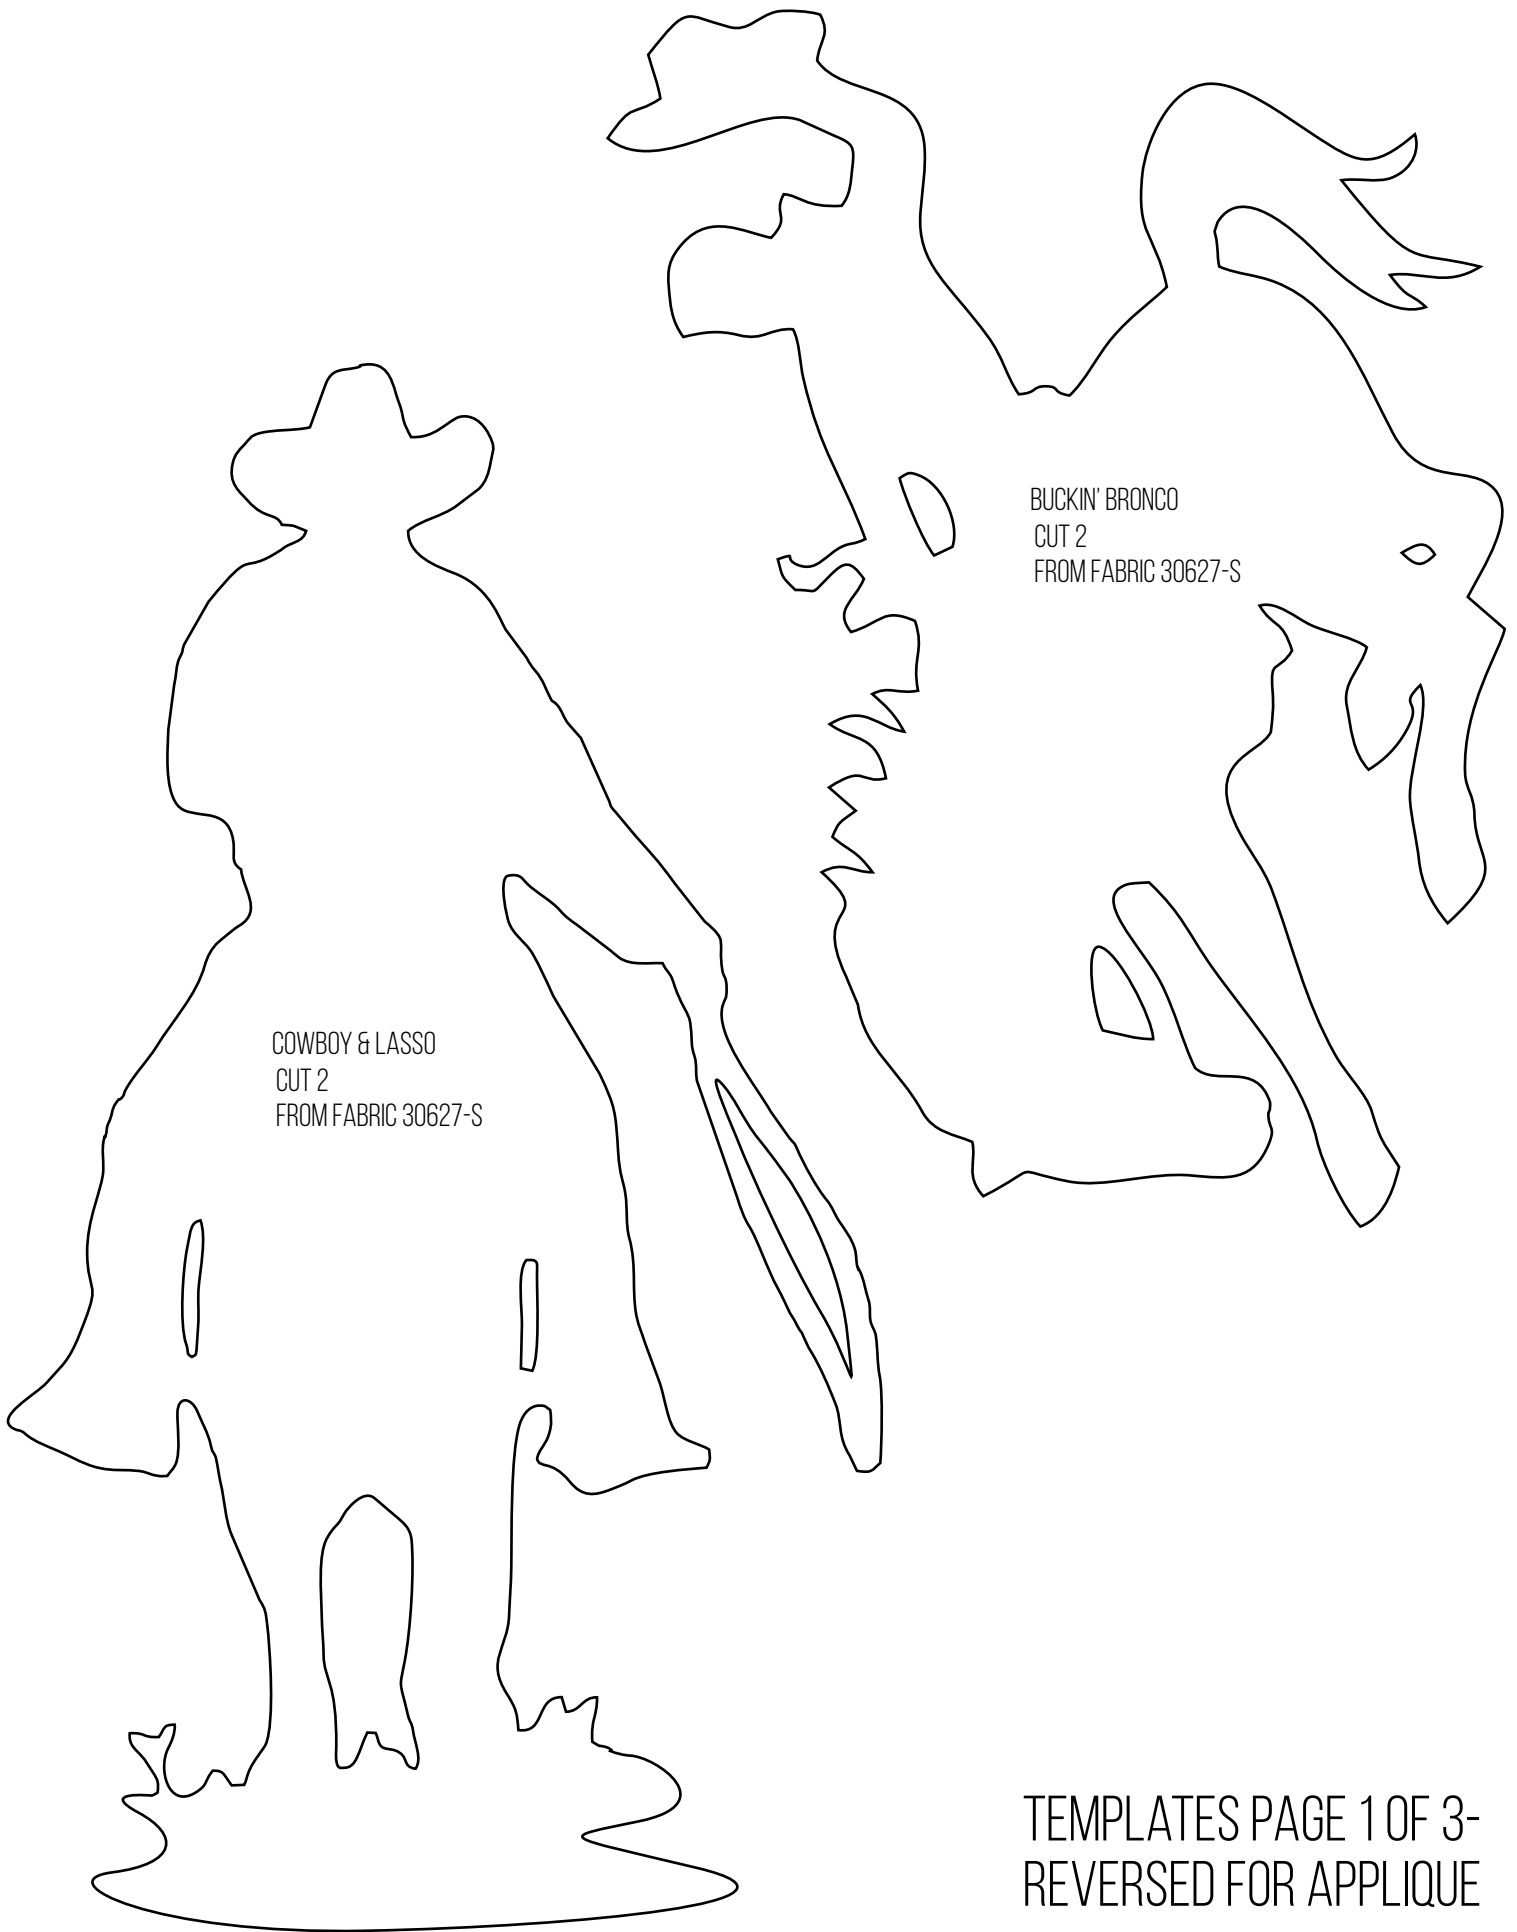 BUCKIN' BRONCO
CUT 2
FROM FABRIC 30627-S
COWBOY & LASSO
CUT 2
FROM FABRIC 30627-S
TEMPLATES PAGE 1 OF 3-
REVERSED FOR APPLIQUE